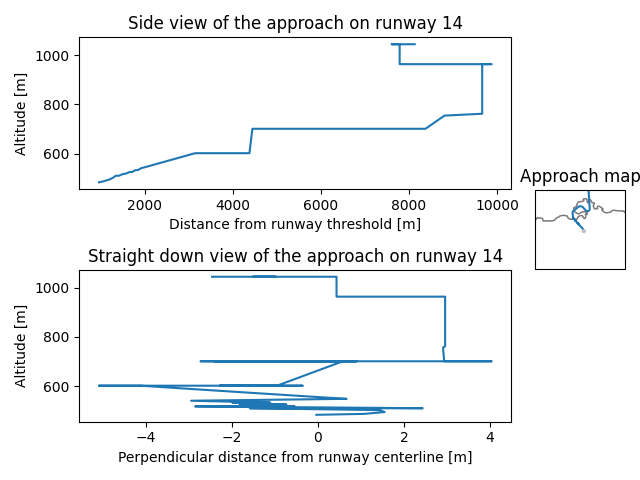 Side view of the approach on runway 14
Altitude [m]
1000
800
600
2000
4000
6000
8000
10000
Distance from runway threshold [m]
Approach map
Straight down view of the approach on runway 14
Altitude [m]
1000
800
600
−4
−2
0
2
4
Perpendicular distance from runway centerline [m]